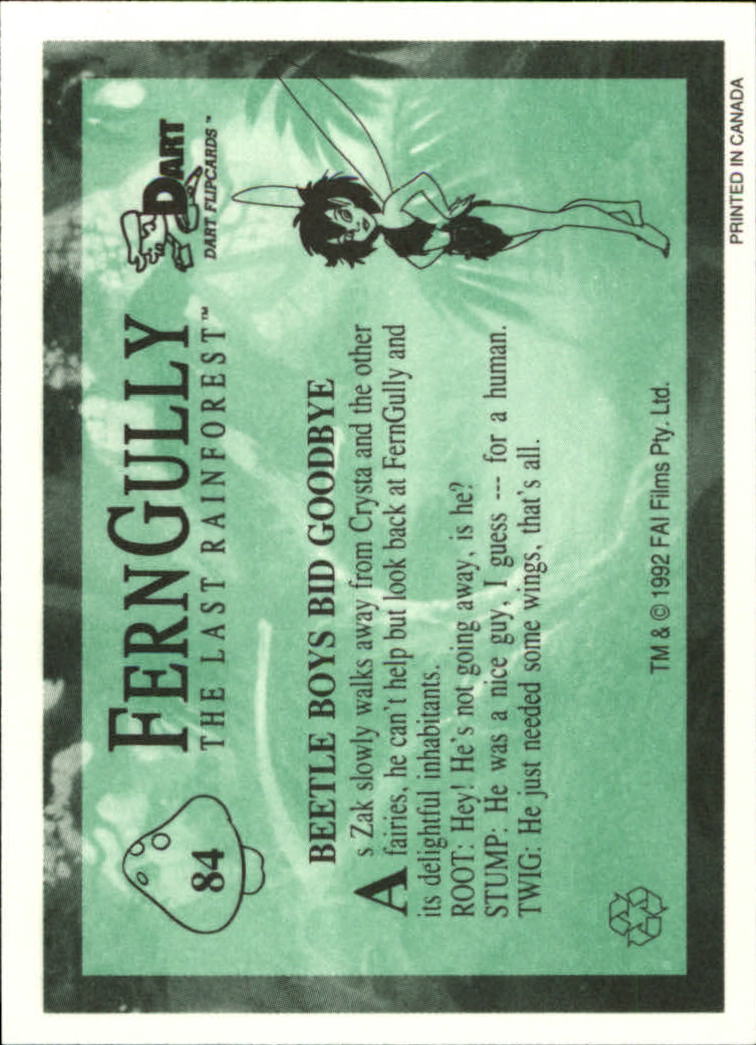 84
FERNGULLY
THE LAST RAINFOREST™
DART
DART FLIPCARDS™
BEETLE BOYS BID GOODBYE
As Zak slowly walks away from Crysta and the other
fairies, he can't help but look back at FernGully and
its delightful inhabitants.
ROOT: Hey! He's not going away, is he?
STUMP: He was a nice guy, I guess --- for a human.
TWIG: He just needed some wings, that's all.
TM & © 1992 FAI Films Pty. Ltd.
PRINTED IN CANADA